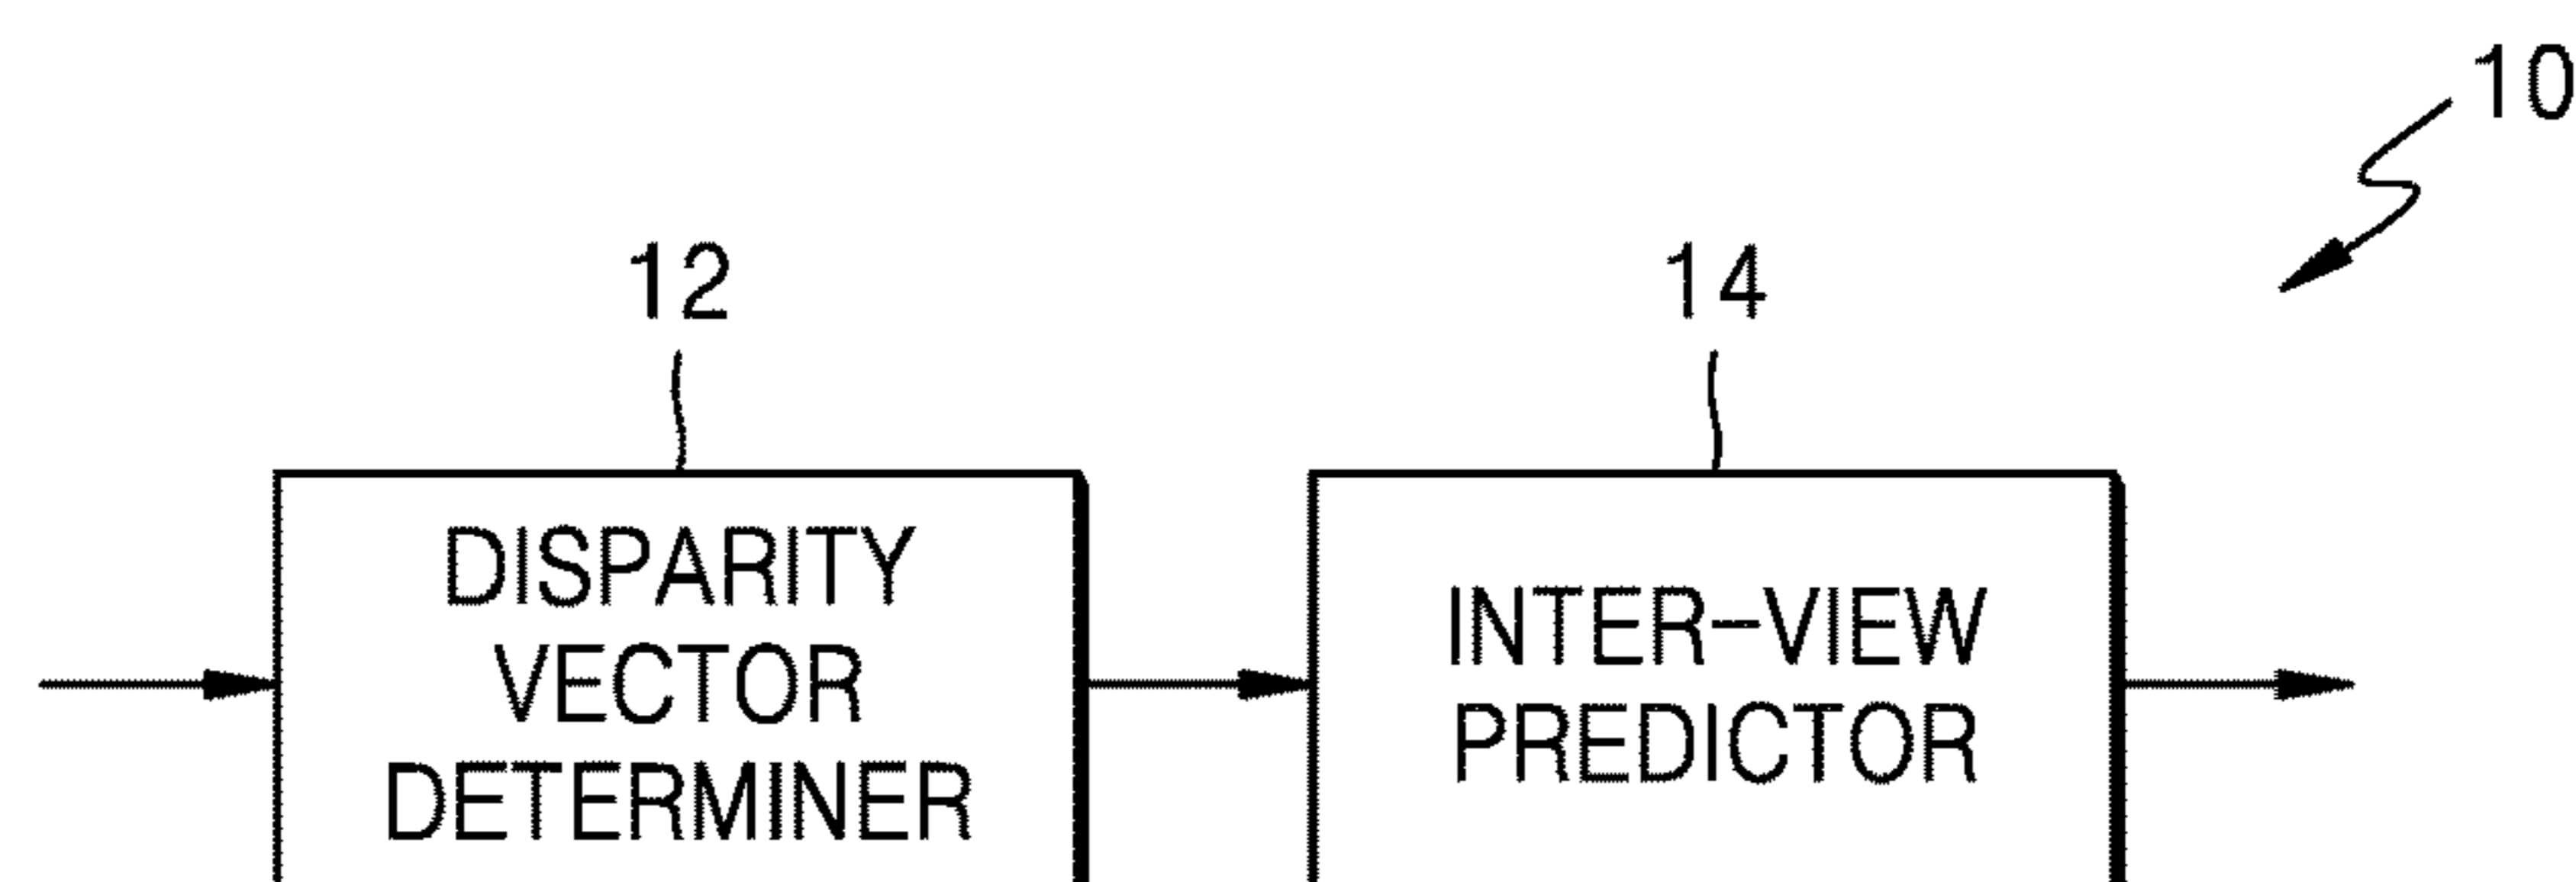 10
12
14
DISPARITY
VECTOR
DETERMINER
INTER-VIEW
PREDICTOR